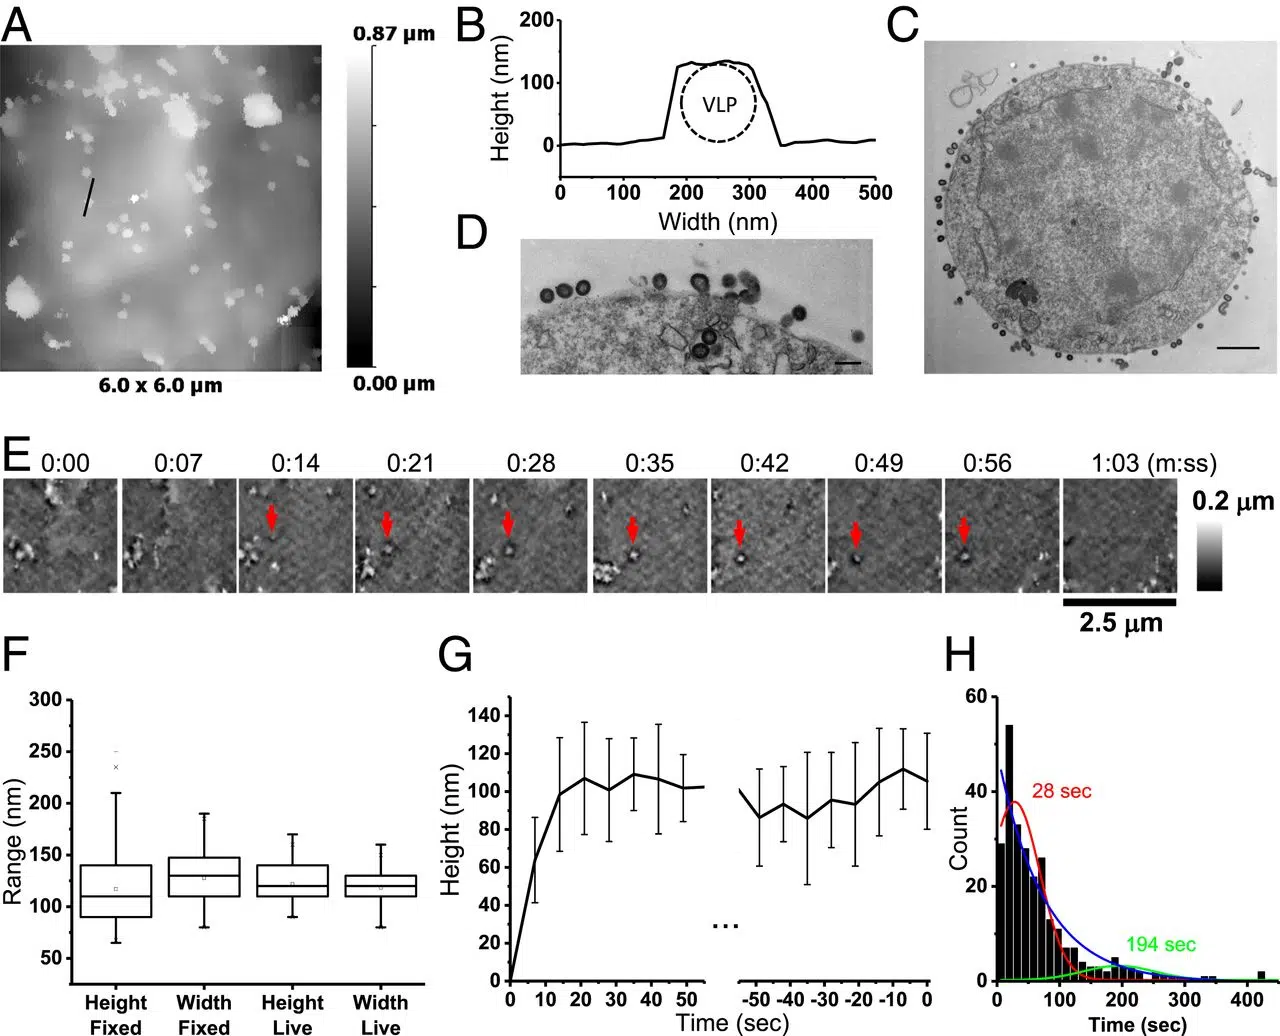 A
0.87 µm
0.00 µm
6.0 x 6.0 µm
B
Height (nm)
200
100
0
VLP
0 100 200 300 400 500
Width (nm)
C
D
E
0:00 0:07 0:14 0:21 0:28 0:35 0:42 0:49 0:56 1:03 (m:ss)
0.2 µm
2.5 µm
F
Range (nm)
300
250
200
150
100
50
Height Fixed
Width Fixed
Height Live
Width Live
G
Height (nm)
140
120
100
80
60
40
20
0
...
0 10 20 30 40 50 -50 -40 -30 -20 -10 0
Time (sec)
H
Count
60
40
20
0
28 sec
194 sec
0 100 200 300 400
Time (sec)